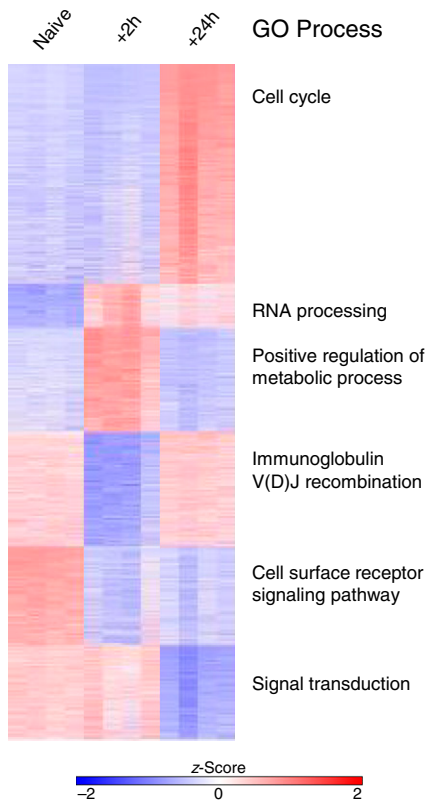 Naive
+2h
+24h
GO Process
Cell cycle
RNA processing
Positive regulation of
metabolic process
Immunoglobulin
V(D)J recombination
Cell surface receptor
signaling pathway
Signal transduction
z-Score
−2 0 2